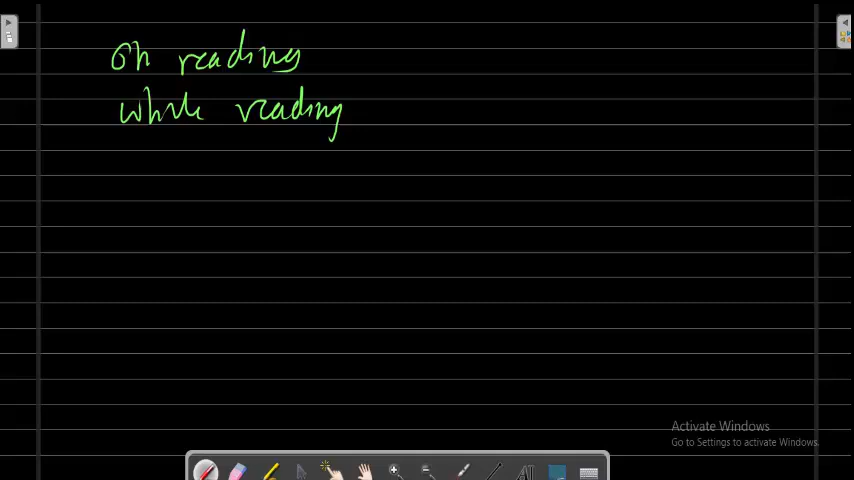 on reading
while reading
Activate Windows
Go to Settings to activate Windows.